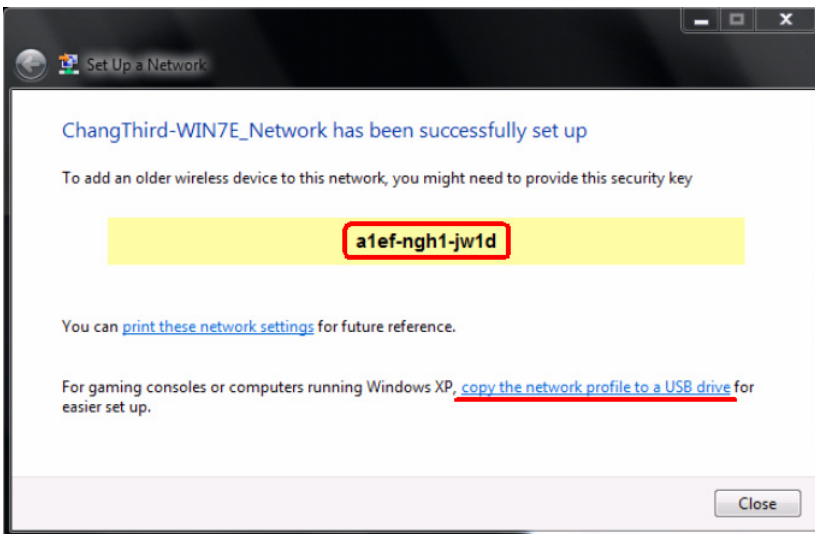 Set Up a Network
ChangThird-WIN7E_Network has been successfully set up
To add an older wireless device to this network, you might need to provide this security key
a1ef-ngh1-jw1d
You can print these network settings for future reference.
For gaming consoles or computers running Windows XP, copy the network profile to a USB drive for
easier set up.
Close